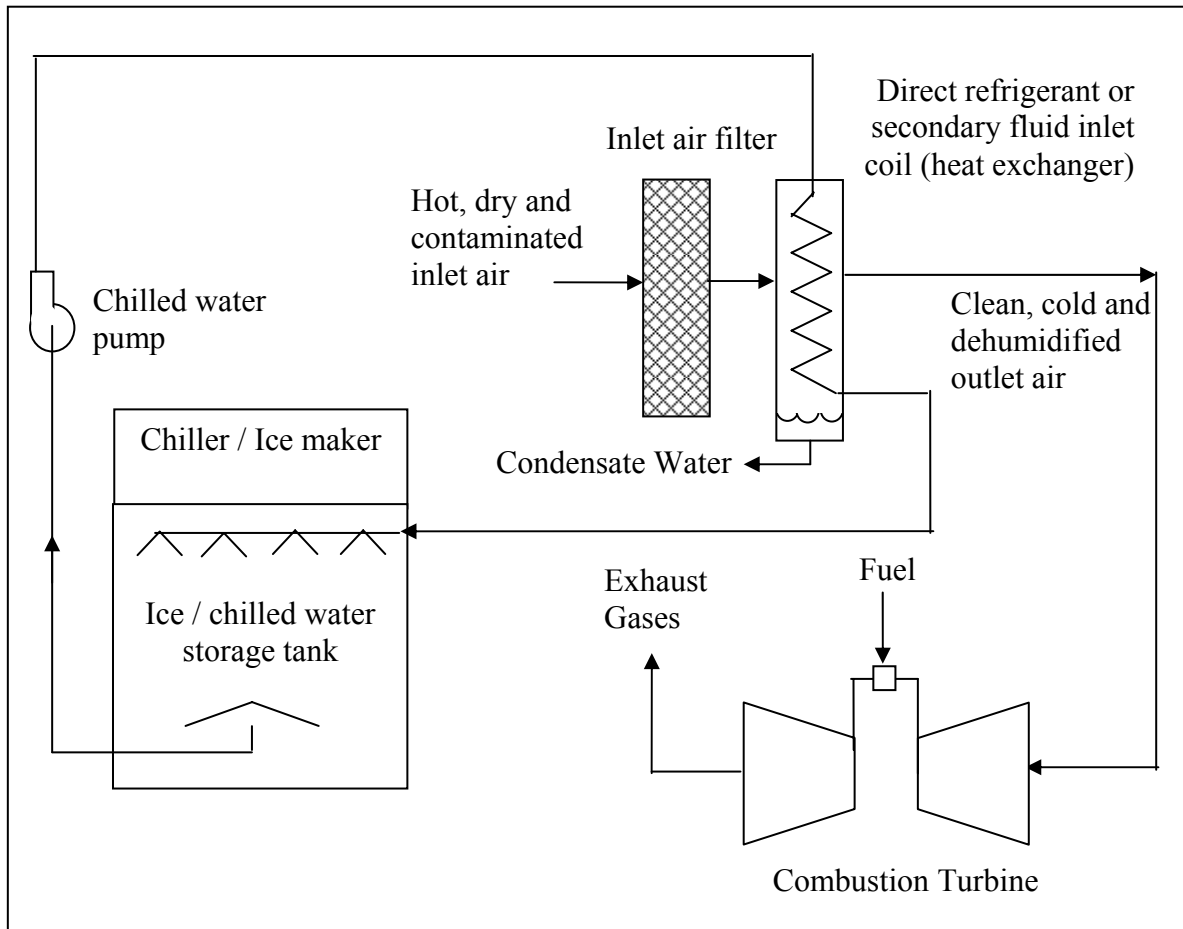 Direct refrigerant or
secondary fluid inlet
coil (heat exchanger)
Inlet air filter
Hot, dry and
contaminated
inlet air
Chilled water
pump
Clean, cold and
dehumidified
outlet air
Chiller / Ice maker
Condensate Water
Ice / chilled water
storage tank
Exhaust
Gases
Fuel
Combustion Turbine